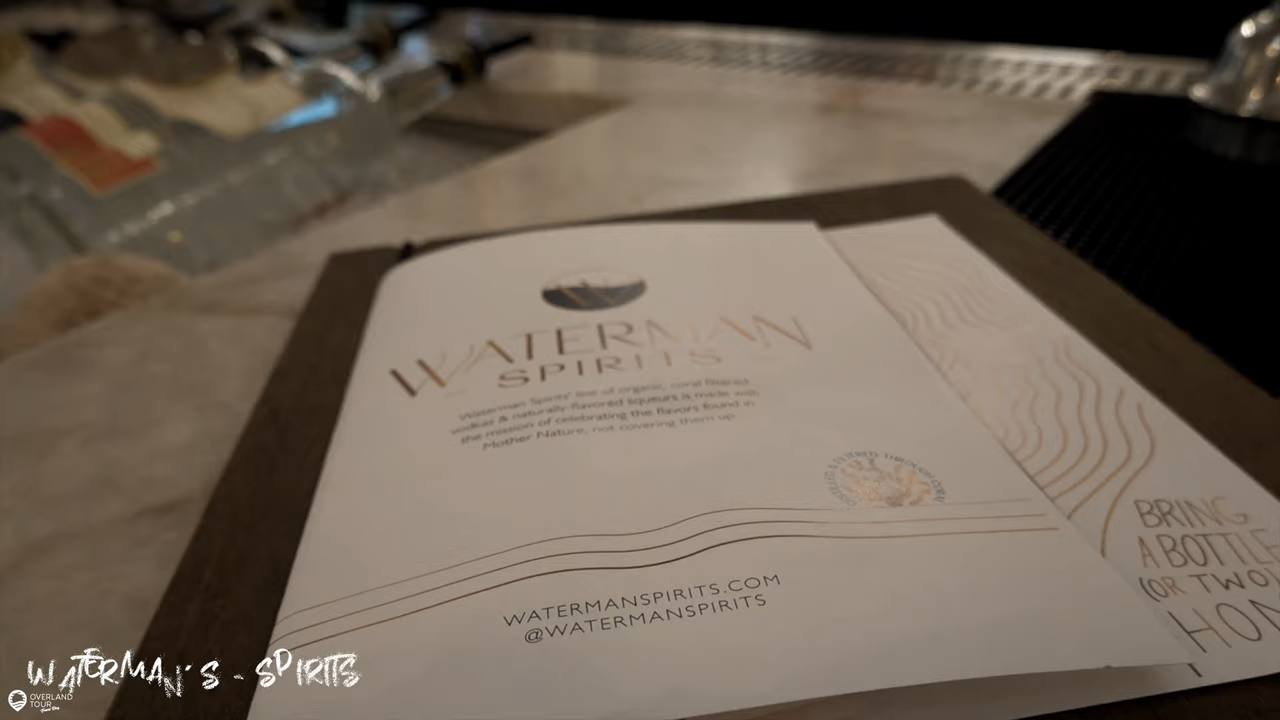 WATERMAN
SPIRITS
Waterman Spirits' line of organic, coral filtered
vodkas & naturally-flavored liqueurs is made with
the mission of celebrating the flavors found in
Mother Nature, not covering them up.
THROUGH
WATERMANSPIRITS.COM
@WATERMANSPIRITS
BRING
A BOTTLE
(OR TWO)
HOM
WATERMAN'S - SPIRITS
OVERLAND
TOUR